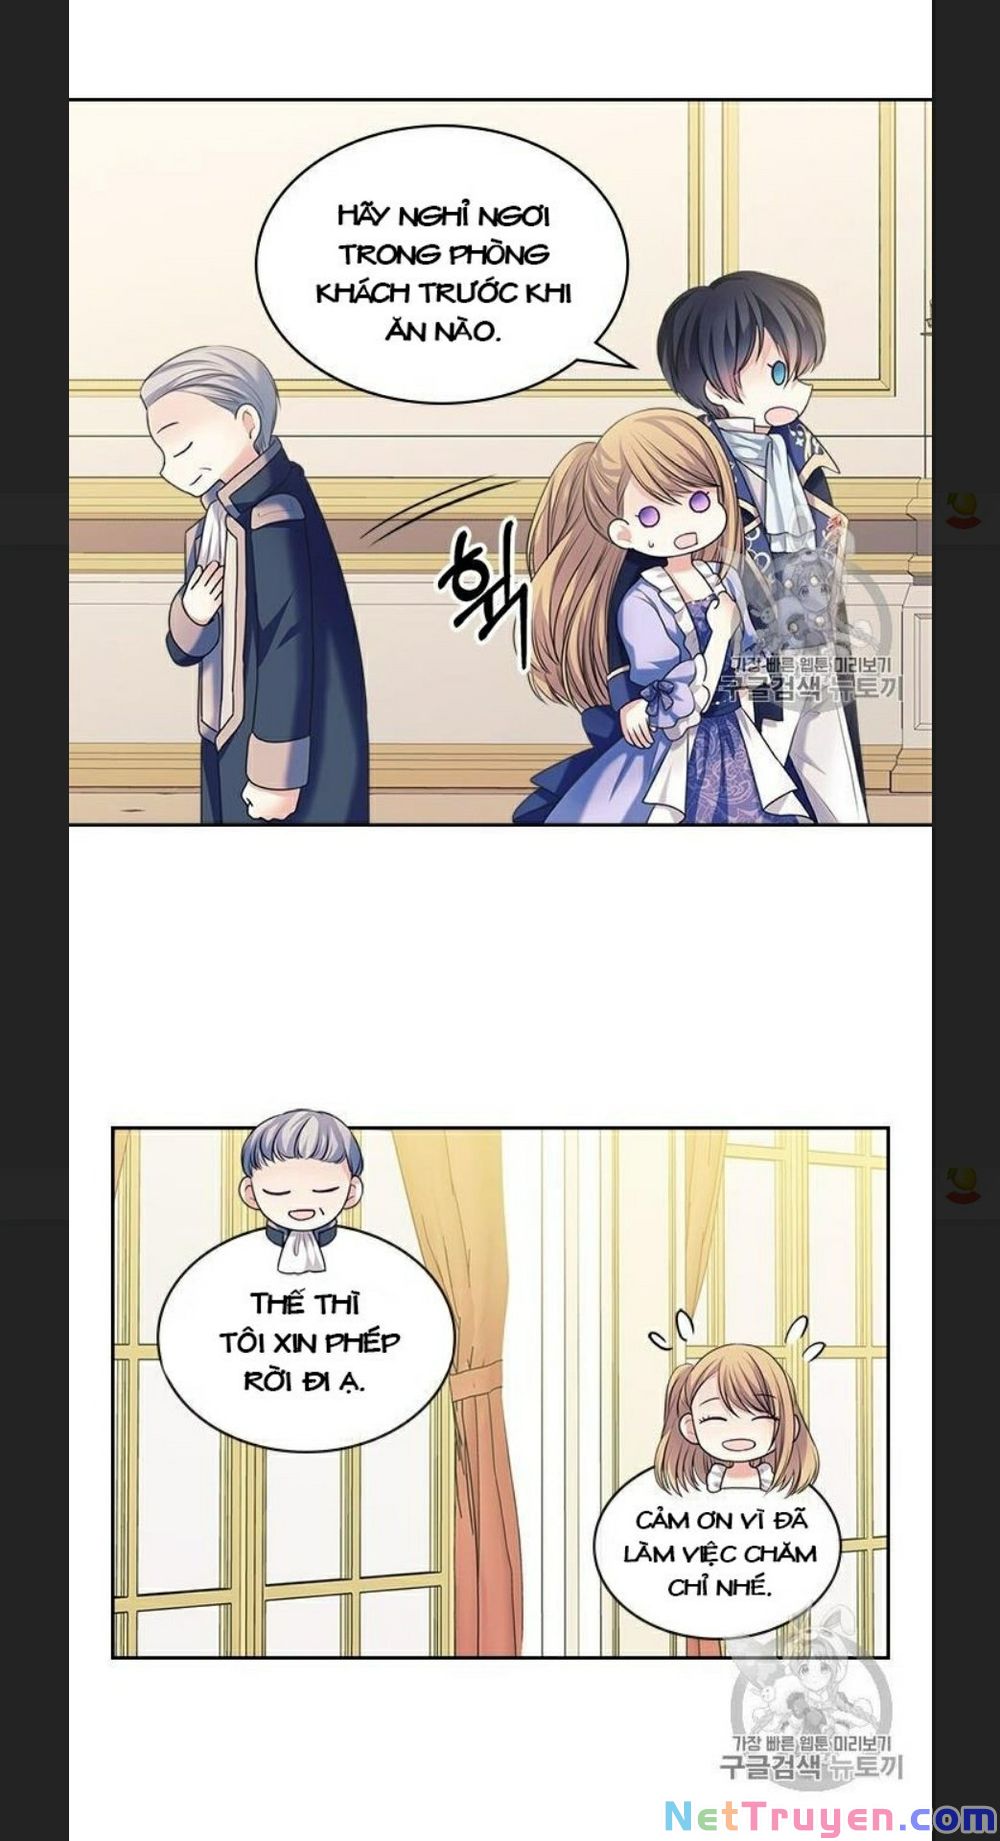 HÃY NGHỈ NGƠI
TRONG PHÒNG
KHÁCH TRƯỚC KHI
ĂN NÀO.
휙
가장 빠른 웹툰 미리보기
구글검색 뉴토끼
THẾ THÌ
TÔI XIN PHÉP
RỜI ĐI Ạ.
CẢM ƠN VÌ ĐÃ
LÀM VIỆC CHĂM
CHỈ NHÉ.
가장 빠른 웹툰 미리보기
구글검색 뉴토끼
NetTruyen.com